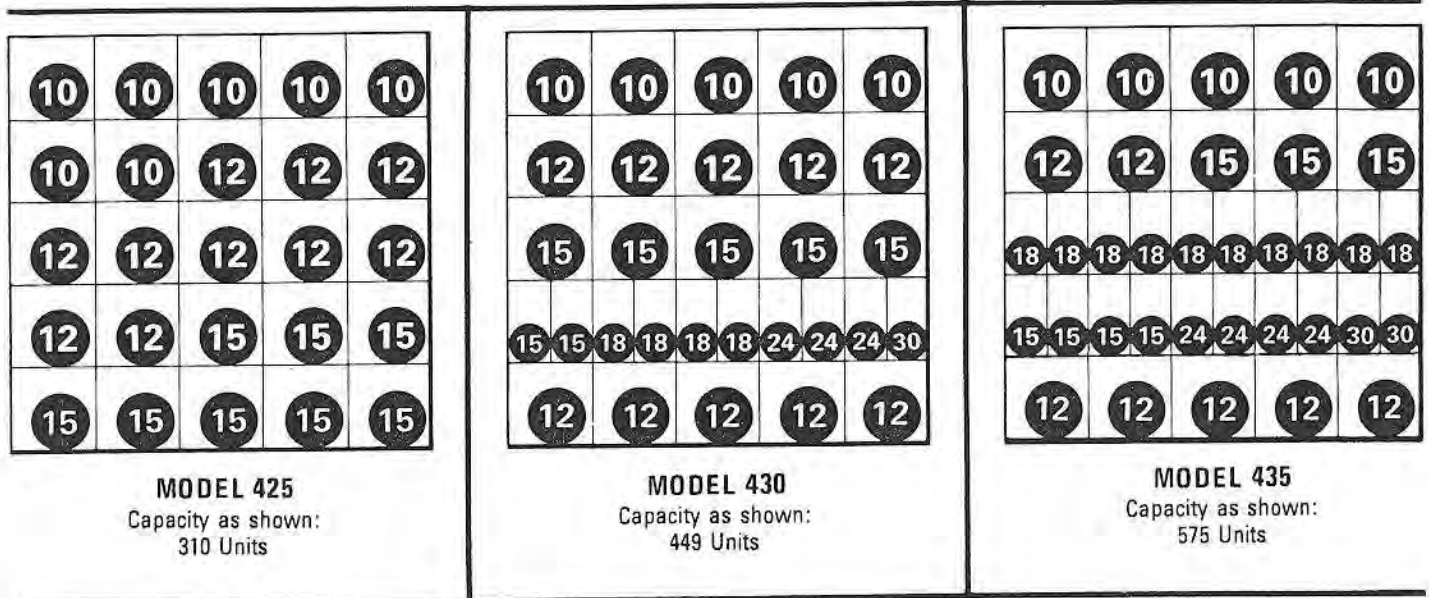 10 10 10 10 10
10 10 12 12 12
12 12 12 12 12
12 12 15 15 15
15 15 15 15 15
MODEL 425
Capacity as shown:
310 Units
10 10 10 10 10
12 12 12 12 12
15 15 15 15 15
15 15 18 18 18 18 24 24 24 30
12 12 12 12 12
MODEL 430
Capacity as shown:
449 Units
10 10 10 10 10
12 12 15 15 15
18 18 18 18 18 18 18 18 18 18
15 15 15 15 24 24 24 24 30 30
12 12 12 12 12
MODEL 435
Capacity as shown:
575 Units